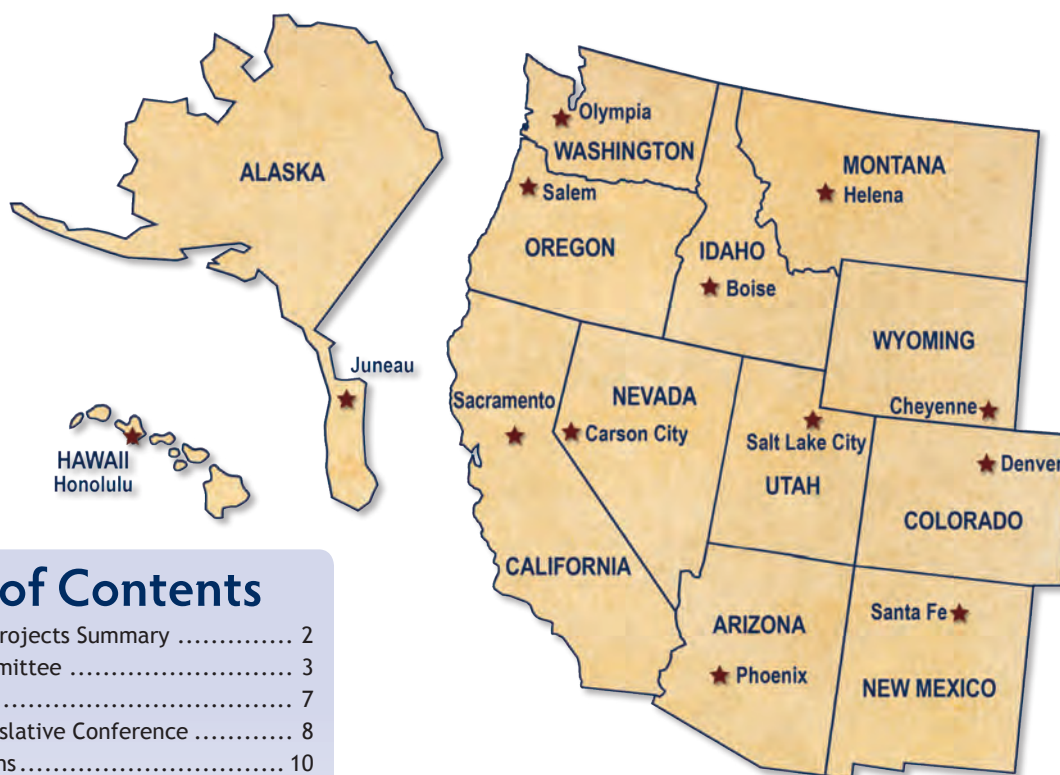 ALASKA
Juneau
HAWAII
Honolulu
Olympia
WASHINGTON
Salem
OREGON
MONTANA
Helena
IDAHO
Boise
WYOMING
Cheyenne
Sacramento
NEVADA
Carson City
Salt Lake City
UTAH
Denver
COLORADO
CALIFORNIA
ARIZONA
Phoenix
Santa Fe
NEW MEXICO
of Contents
rojects Summary .............. 2
mittee ........................ 3
................................ 7
slative Conference ............ 8
ns ............................. 10